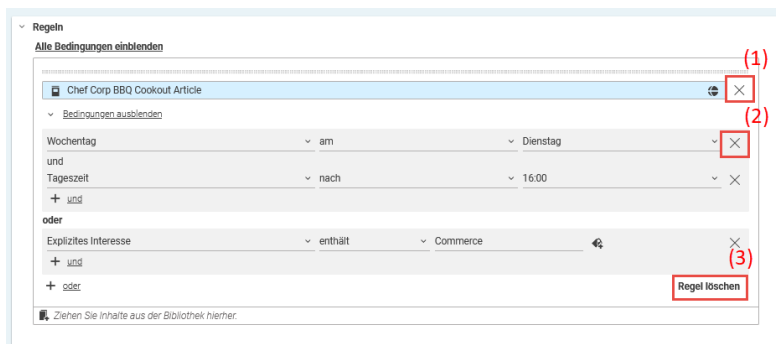 Regeln
Alle Bedingungen einblenden
(1)
Chef Corp BBQ Cookout Article
(2)
Bedingungen ausblenden
Wochentag am Dienstag
und
Tageszeit nach 16:00
+ und
oder
Explizites Interesse enthält Commerce
(3)
+ und
+ oder Regel löschen
Ziehen Sie Inhalte aus der Bibliothek hierher.